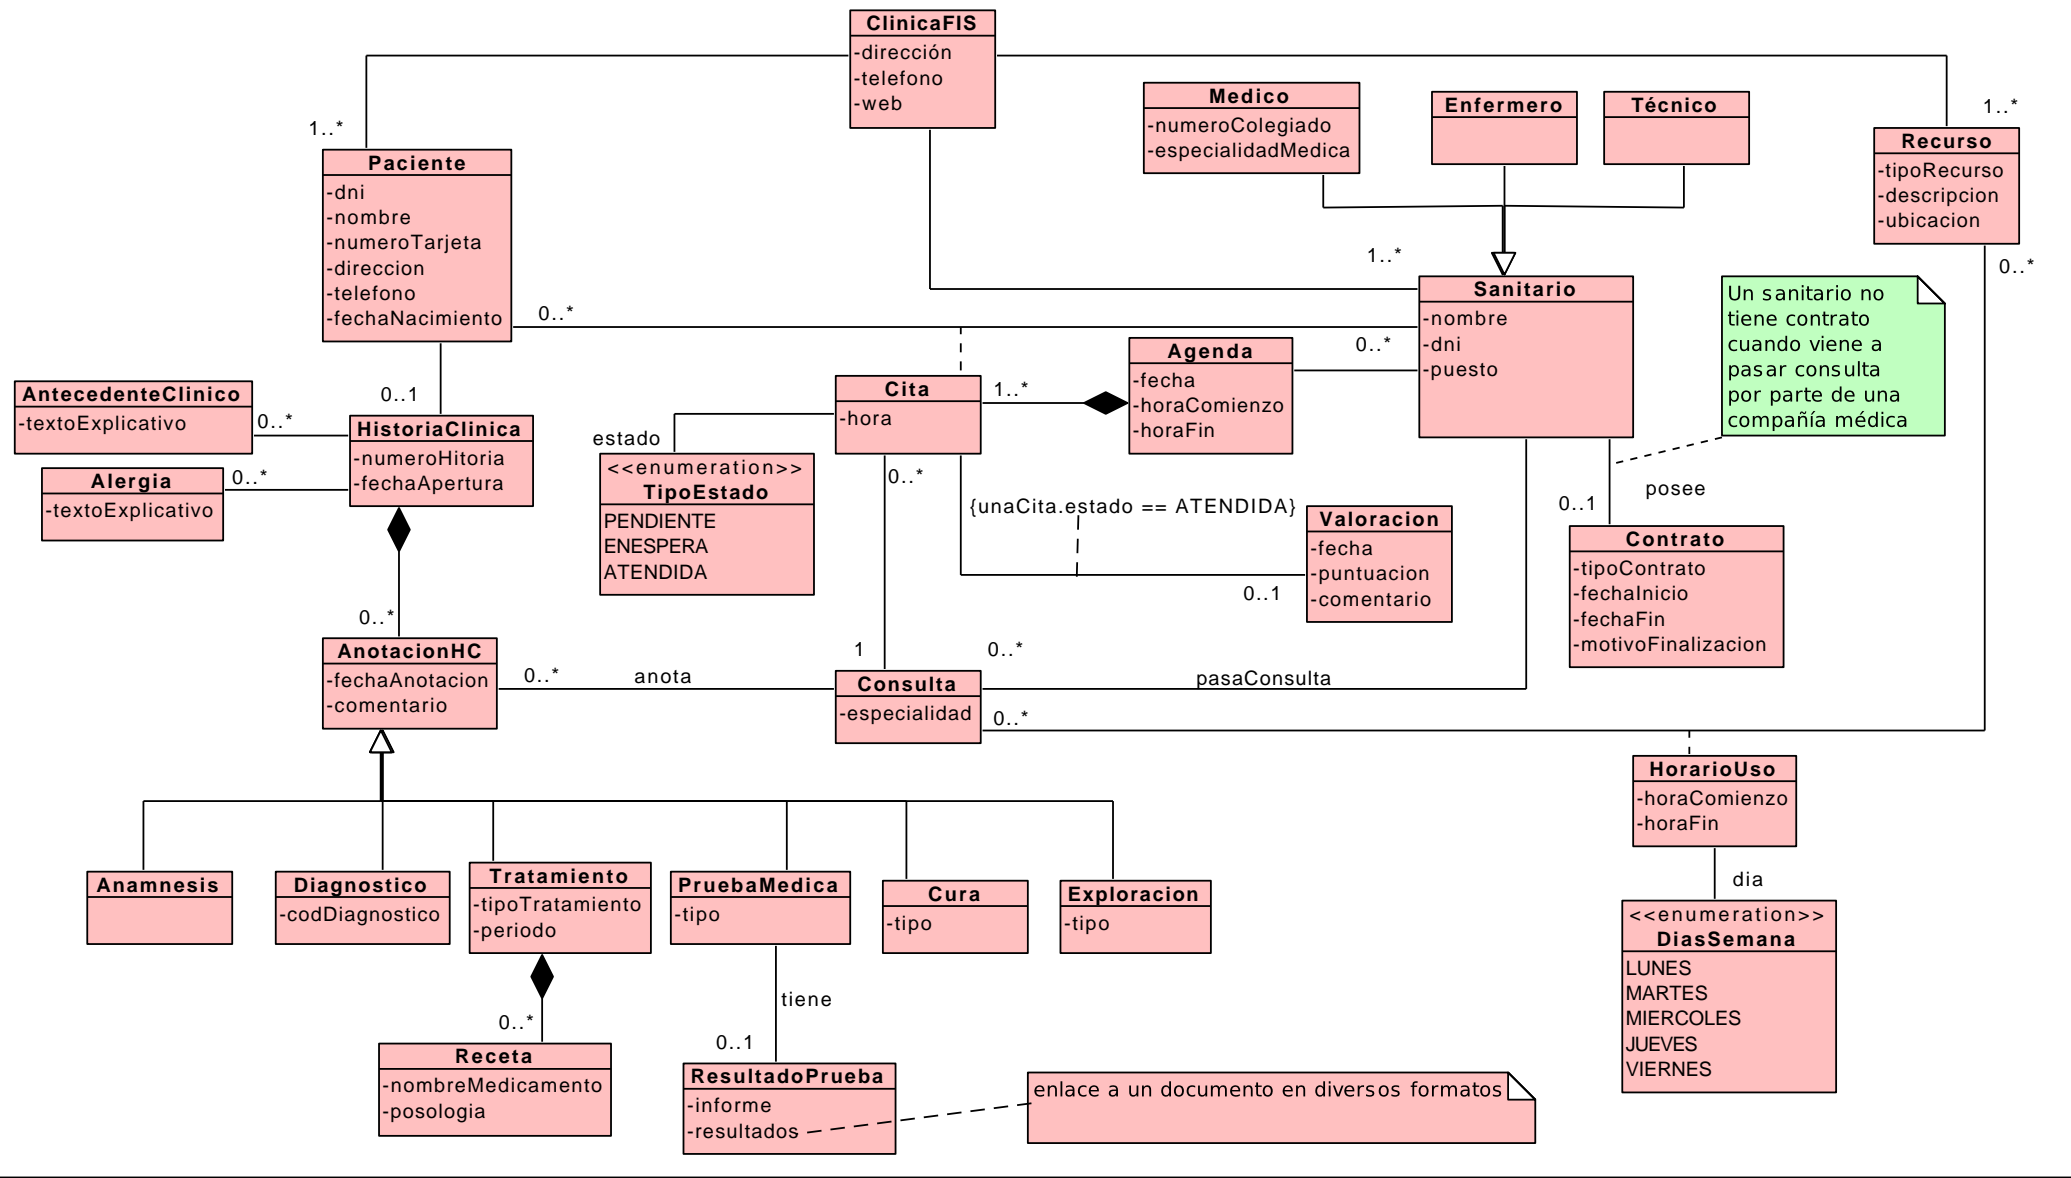 ClinicaFIS
-dirección
-telefono
-web
Medico
-numeroColegiado
-especialidadMedica
Enfermero
Técnico
1..*
Recurso
-tipoRecurso
-descripcion
-ubicacion
0..*
1..*
Paciente
-dni
-nombre
-numeroTarjeta
-direccion
-telefono
-fechaNacimiento
0..*
1..*
Sanitario
-nombre
-dni
-puesto
Un sanitario no
tiene contrato
cuando viene a
pasar consulta
por parte de una
compañía médica
0..*
Agenda
-fecha
-horaComienzo
-horaFin
1..*
Cita
-hora
0..*
estado
<<enumeration>>
TipoEstado
PENDIENTE
ENESPERA
ATENDIDA
0..1
AntecedenteClinico
-textoExplicativo
0..*
HistoriaClinica
-numeroHitoria
-fechaApertura
Alergia
-textoExplicativo
0..*
{unaCita.estado == ATENDIDA}
Valoracion
-fecha
-puntuacion
-comentario
0..1
posee
0..1
Contrato
-tipoContrato
-fechaInicio
-fechaFin
-motivoFinalizacion
0..*
AnotacionHC
-fechaAnotacion
-comentario
0..*
anota
1
0..*
Consulta
-especialidad
pasaConsulta
0..*
HorarioUso
-horaComienzo
-horaFin
dia
<<enumeration>>
DiasSemana
LUNES
MARTES
MIERCOLES
JUEVES
VIERNES
Anamnesis
Diagnostico
-codDiagnostico
Tratamiento
-tipoTratamiento
-periodo
PruebaMedica
-tipo
Cura
-tipo
Exploracion
-tipo
0..*
Receta
-nombreMedicamento
-posologia
tiene
0..1
ResultadoPrueba
-informe
-resultados
enlace a un documento en diversos formatos